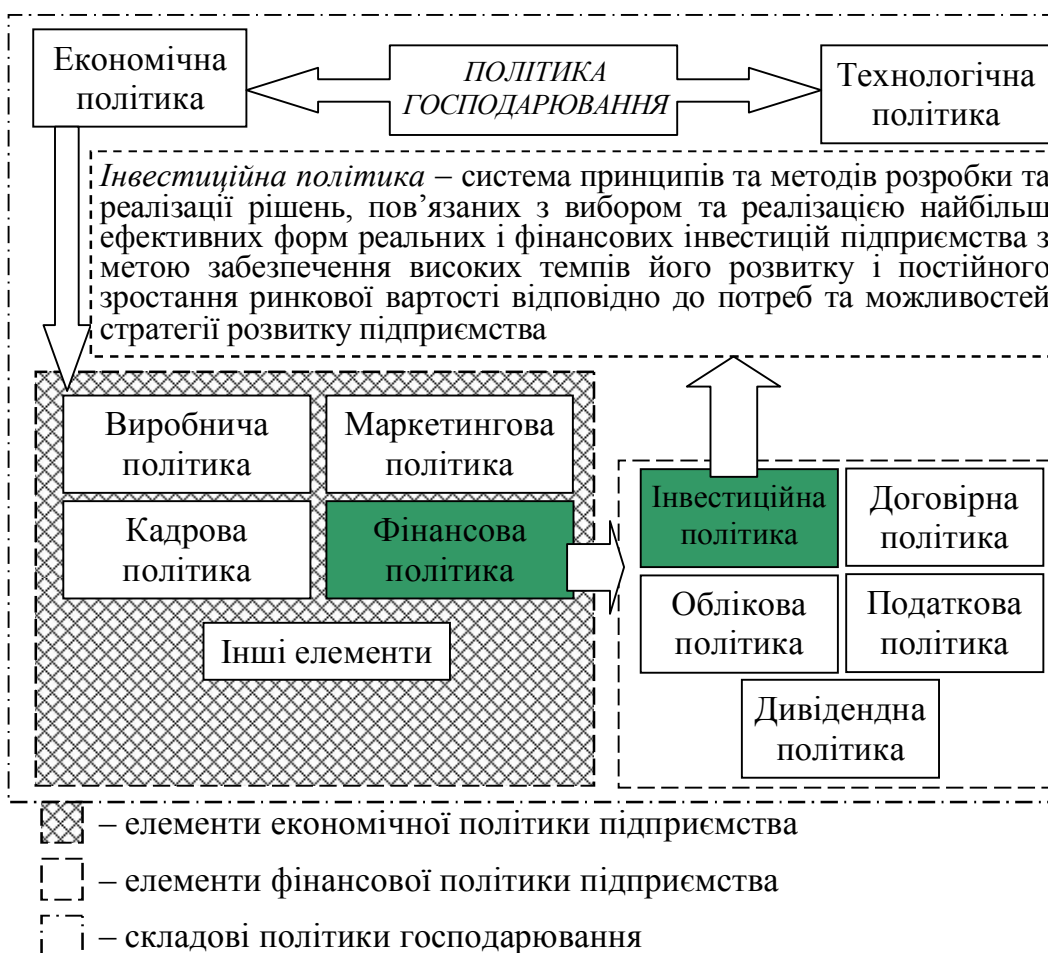 Економічна
політика
ПОЛІТИКА
ГОСПОДАРЮВАННЯ
Технологічна
політика
Інвестиційна політика – система принципів та методів розробки та
реалізації рішень, пов’язаних з вибором та реалізацією найбільш
ефективних форм реальних і фінансових інвестицій підприємства з
метою забезпечення високих темпів його розвитку і постійного
зростання ринкової вартості відповідно до потреб та можливостей
стратегії розвитку підприємства
Виробнича
політика
Маркетингова
політика
Кадрова
політика
Фінансова
політика
Інші елементи
Інвестиційна
політика
Договірна
політика
Облікова
політика
Податкова
політика
Дивідендна
політика
– елементи економічної політики підприємства
– елементи фінансової політики підприємства
– складові політики господарювання